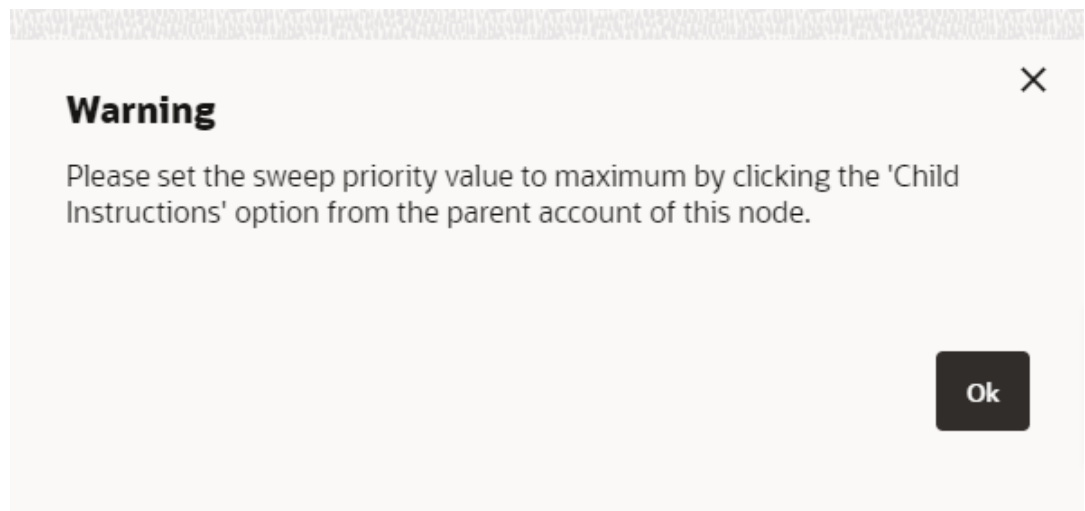 Warning
Please set the sweep priority value to maximum by clicking the 'Child
Instructions' option from the parent account of this node.
Ok